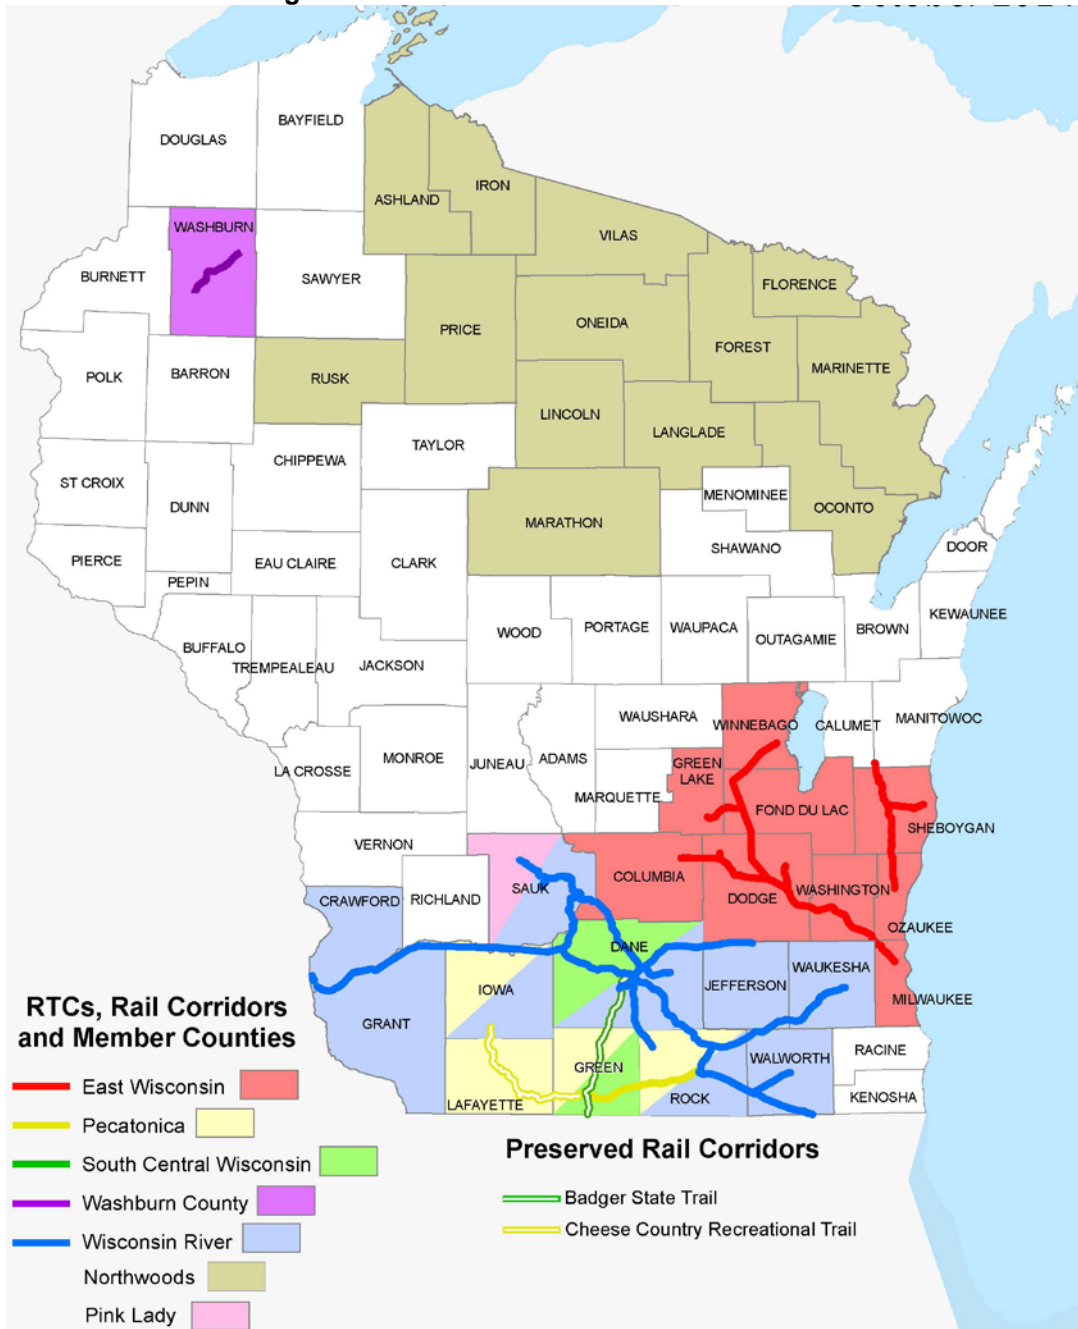 DOUGLAS
BAYFIELD
ASHLAND
IRON
WASHBURN
VILAS
BURNETT
SAWYER
FLORENCE
PRICE
ONEIDA
FOREST
POLK
BARRON
RUSK
MARINETTE
LINCOLN
LANGLADE
TAYLOR
CHIPPEWA
ST CROIX
DUNN
MENOMINEE
OCONTO
MARATHON
SHAWANO
DOOR
PIERCE
EAU CLAIRE
CLARK
PEPIN
KEWAUNEE
WOOD
PORTAGE
WAUPACA
OUTAGAMIE
BROWN
BUFFALO
TREMPEALEAU
JACKSON
WAUSHARA
WINNEBAGO
CALUMET
MANITOWOC
LA CROSSE
MONROE
JUNEAU
ADAMS
GREEN
LAKE
MARQUETTE
FOND DU LAC
SHEBOYGAN
VERNON
COLUMBIA
SAUK
WASHINGTON
DODGE
CRAWFORD
RICHLAND
OZAUKEE
DANE
WAUKESHA
IOWA
JEFFERSON
MILWAUKEE
GRANT
RACINE
WALWORTH
GREEN
ROCK
KENOSHA
LAFAYETTE
RTCs, Rail Corridors
and Member Counties
East Wisconsin
Pecatonica
South Central Wisconsin
Washburn County
Wisconsin River
Northwoods
Pink Lady
Preserved Rail Corridors
Badger State Trail
Cheese Country Recreational Trail